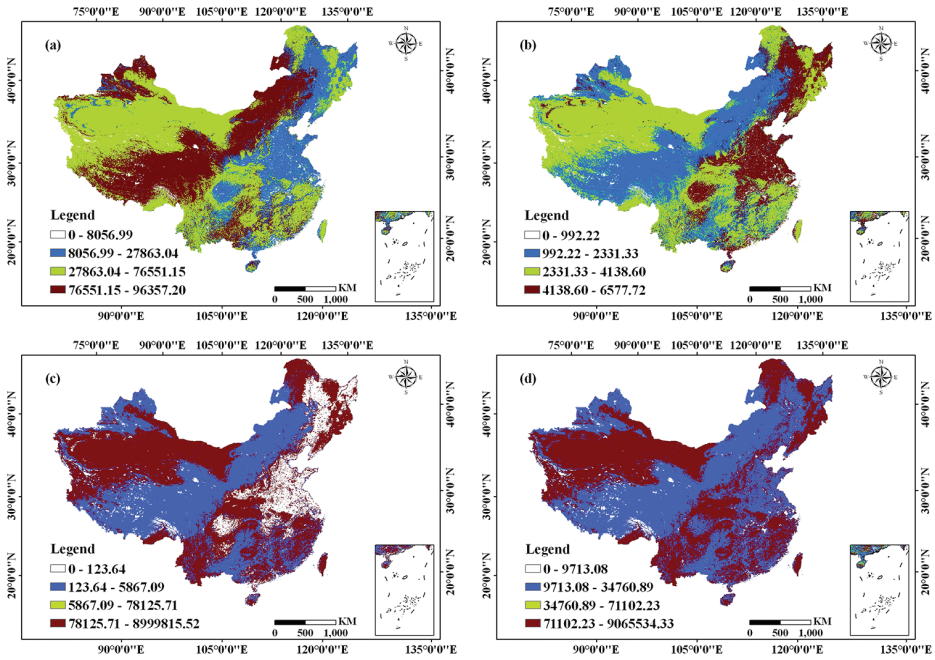 75°0'0"E 90°0'0"E 105°0'0"E 120°0'0"E 135°0'0"E
(a)
N
E
S
40°0'0"N
30°0'0"N
20°0'0"N
Legend
0 - 8056.99
8056.99 - 27863.04
27863.04 - 76551.15
76551.15 - 96357.20
KM
0 500 1,000
90°0'0"E 105°0'0"E 120°0'0"E 135°0'0"E
75°0'0"E 90°0'0"E 105°0'0"E 120°0'0"E 135°0'0"E
(b)
N
E
S
40°0'0"N
30°0'0"N
20°0'0"N
Legend
0 - 992.22
992.22 - 2331.33
2331.33 - 4138.60
4138.60 - 6577.72
KM
0 500 1,000
90°0'0"E 105°0'0"E 120°0'0"E 135°0'0"E
75°0'0"E 90°0'0"E 105°0'0"E 120°0'0"E 135°0'0"E
(c)
N
E
S
40°0'0"N
30°0'0"N
20°0'0"N
Legend
0 - 123.64
123.64 - 5867.09
5867.09 - 78125.71
78125.71 - 8999815.52
KM
0 500 1,000
90°0'0"E 105°0'0"E 120°0'0"E 135°0'0"E
75°0'0"E 90°0'0"E 105°0'0"E 120°0'0"E 135°0'0"E
(d)
N
E
S
40°0'0"N
30°0'0"N
20°0'0"N
Legend
0 - 9713.08
9713.08 - 34760.89
34760.89 - 71102.23
71102.23 - 9065534.33
KM
0 500 1,000
90°0'0"E 105°0'0"E 120°0'0"E 135°0'0"E